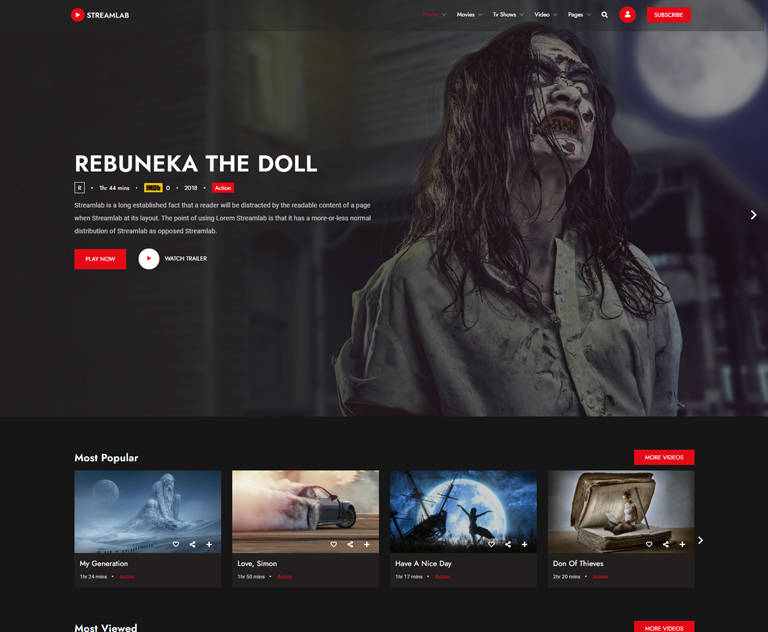 STREAMLAB
Home Movies Tv Shows Video Pages SUBSCRIBE
REBUNEKA THE DOLL
R • 1hr 44 mins • IMDb 0 • 2018 • Action
Streamlab is a long established fact that a reader will be distracted by the readable content of a page
when Streamlab at its layout. The point of using Lorem Streamlab is that it has a more-or-less normal
distribution of Streamlab as opposed Streamlab.
PLAY NOW WATCH TRAILER
Most Popular MORE VIDEOS
My Generation
1hr 24 mins • Action
Love, Simon
1hr 50 mins • Action
Have A Nice Day
1hr 17 mins • Action
Don Of Thieves
2hr 20 mins • Action
Most Viewed MORE VIDEOS